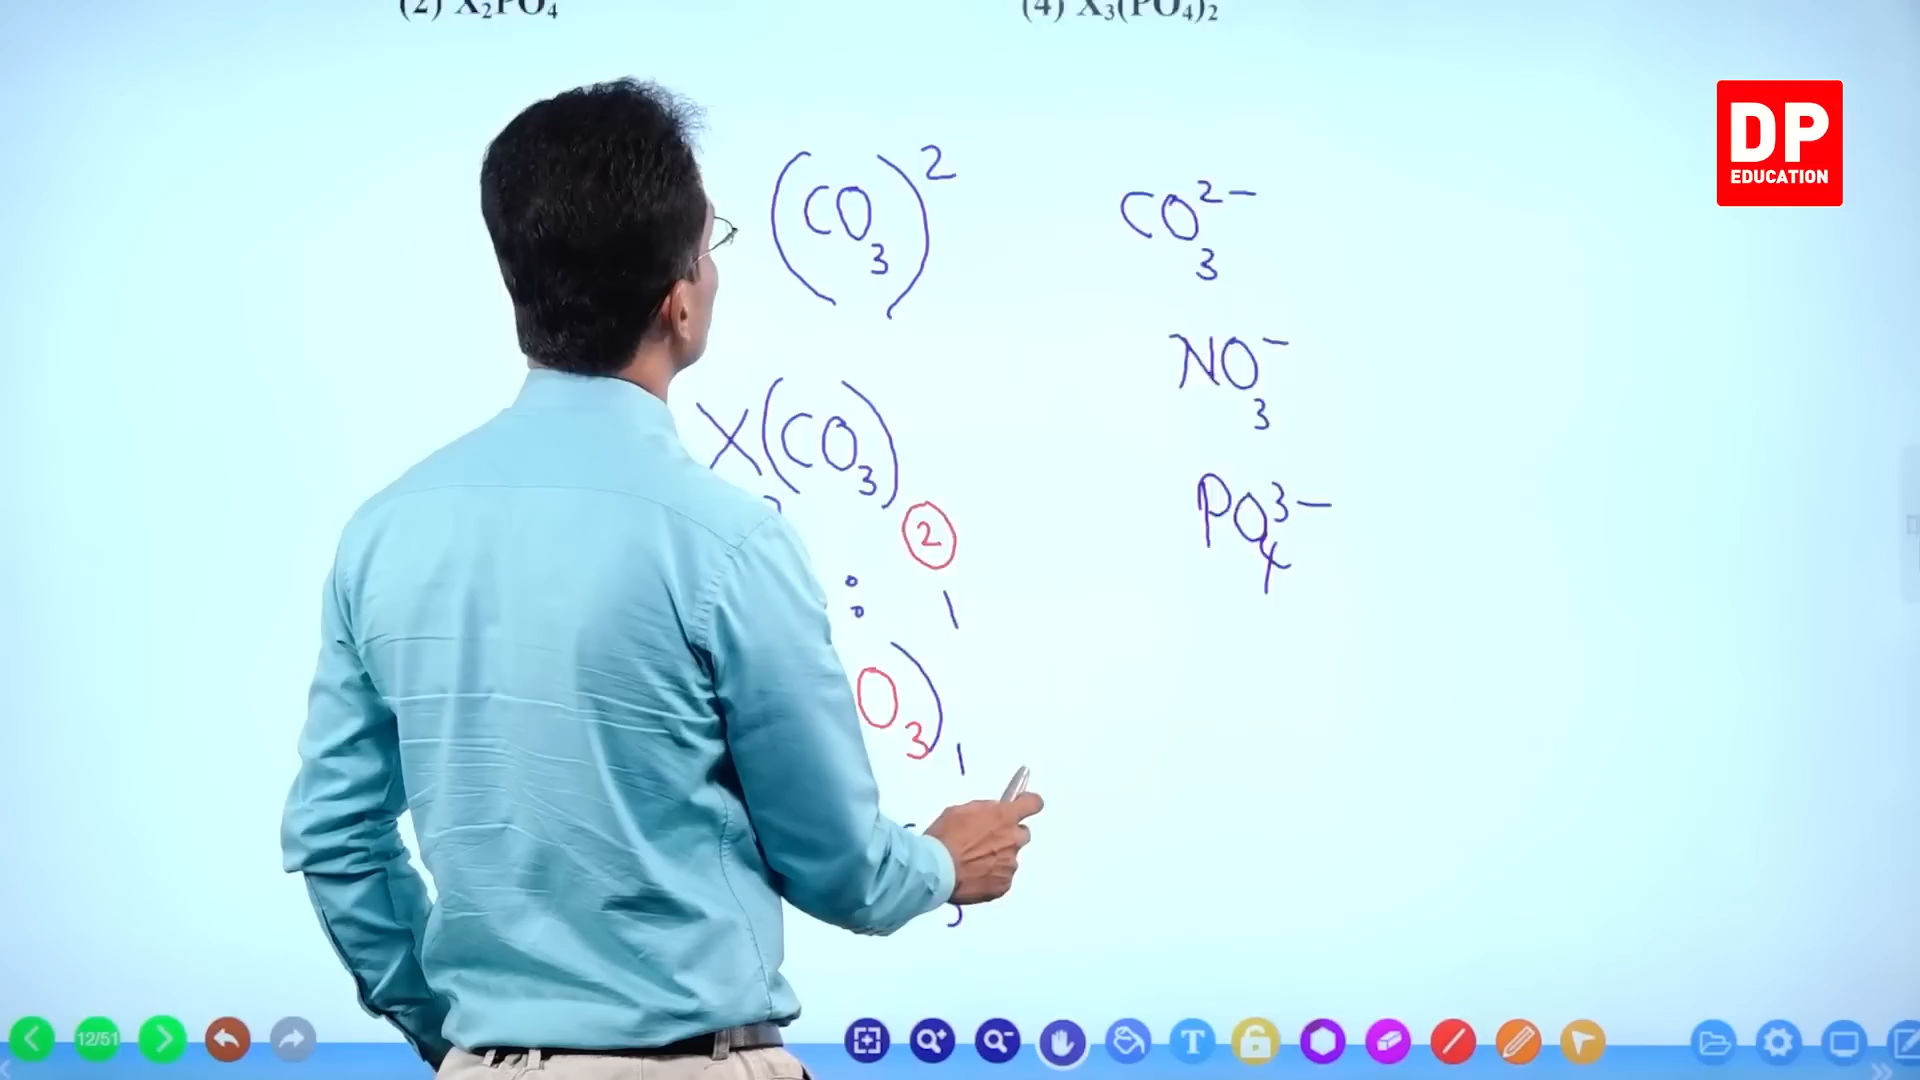 (2) X₂PO₄ (4) X₃(PO₄)₂
DP
EDUCATION
(CO₃)² CO₃²⁻
NO₃⁻
X(CO₃)
PO₄³⁻
2
: 1
O₃)
1
12/51
T